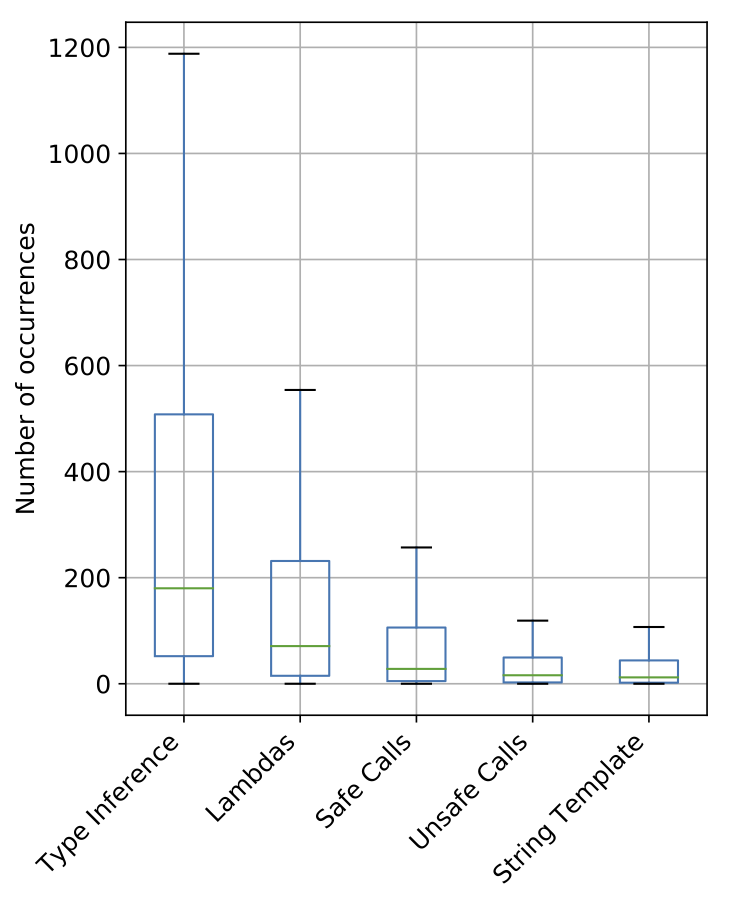 1200
1000
800
600
400
200
0
Number of occurrences
Type Inference
Lambdas
Safe Calls
Unsafe Calls
String Template